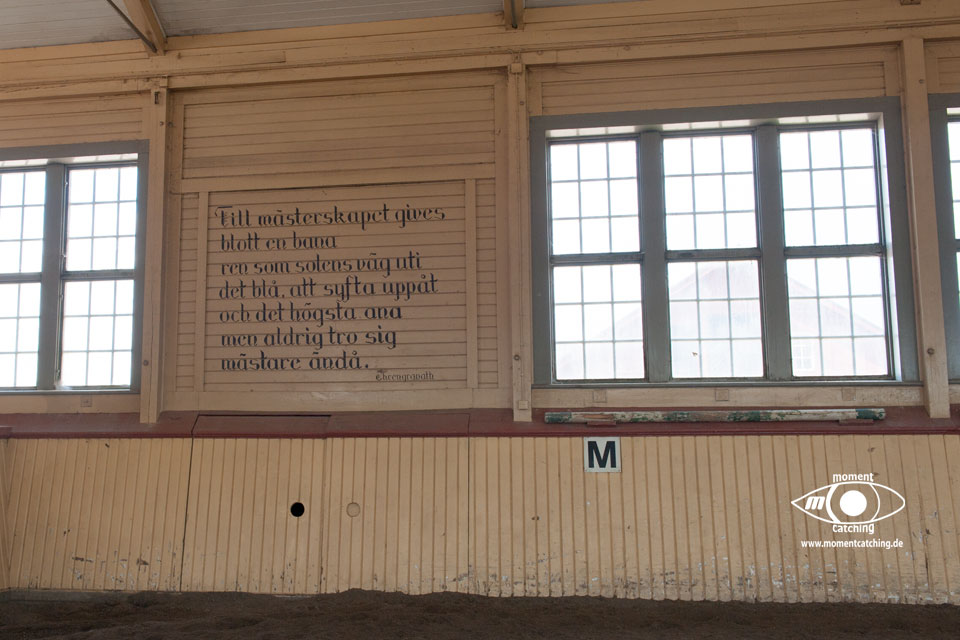 Till mästerskapet gives
blott en bana
ren som solens väg uti
det blå, att syfta uppåt
och det högsta ana
men aldrig tro sig
mästare ändå.
M
moment
m
catching
www.momentcatching.de